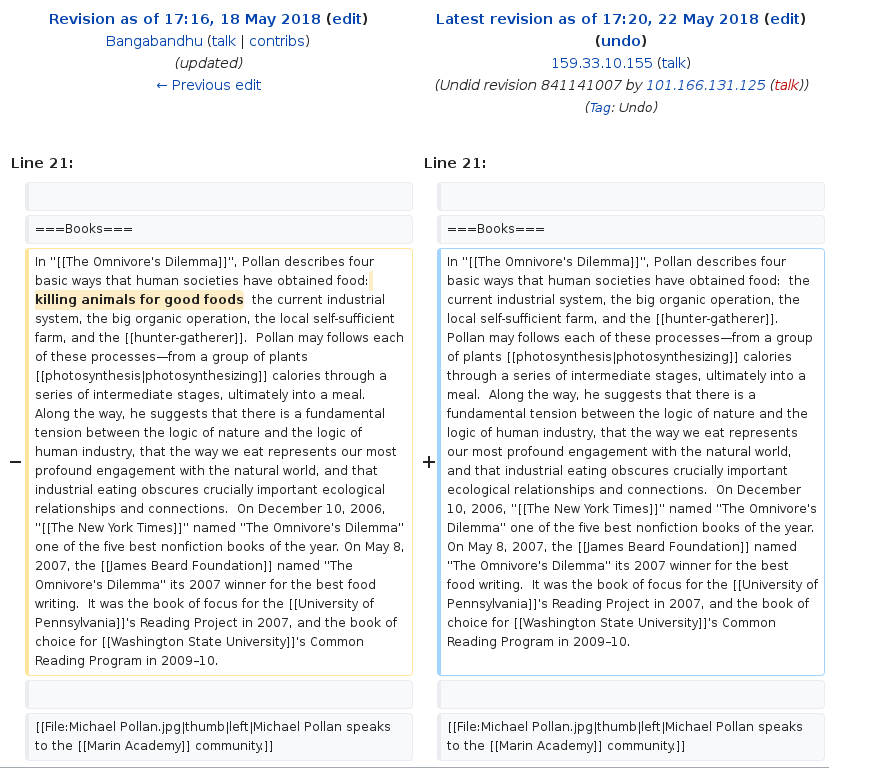 Revision as of 17:16, 18 May 2018 (edit)
Bangabandhu (talk | contribs)
(updated)
← Previous edit
Latest revision as of 17:20, 22 May 2018 (edit)
(undo)
159.33.10.155 (talk)
(Undid revision 841141007 by 101.166.131.125 (talk))
(Tag: Undo)
Line 21:
===Books===
−
In ''[[The Omnivore's Dilemma]]'', Pollan describes four
basic ways that human societies have obtained food:
killing animals for good foods  the current industrial
system, the big organic operation, the local self-sufficient
farm, and the [[hunter-gatherer]].  Pollan may follows each
of these processes—from a group of plants
[[photosynthesis|photosynthesizing]] calories through a
series of intermediate stages, ultimately into a meal.
Along the way, he suggests that there is a fundamental
tension between the logic of nature and the logic of
human industry, that the way we eat represents our most
profound engagement with the natural world, and that
industrial eating obscures crucially important ecological
relationships and connections.  On December 10, 2006,
''[[The New York Times]]'' named ''The Omnivore's Dilemma''
one of the five best nonfiction books of the year. On May 8,
2007, the [[James Beard Foundation]] named ''The
Omnivore's Dilemma'' its 2007 winner for the best food
writing.  It was the book of focus for the [[University of
Pennsylvania]]'s Reading Project in 2007, and the book of
choice for [[Washington State University]]'s Common
Reading Program in 2009–10.
[[File:Michael Pollan.jpg|thumb|left|Michael Pollan speaks
to the [[Marin Academy]] community.]]
Line 21:
===Books===
+
In ''[[The Omnivore's Dilemma]]'', Pollan describes four
basic ways that human societies have obtained food:  the
current industrial system, the big organic operation, the
local self-sufficient farm, and the [[hunter-gatherer]].
Pollan may follows each of these processes—from a group
of plants [[photosynthesis|photosynthesizing]] calories
through a series of intermediate stages, ultimately into a
meal.  Along the way, he suggests that there is a
fundamental tension between the logic of nature and the
logic of human industry, that the way we eat represents
our most profound engagement with the natural world,
and that industrial eating obscures crucially important
ecological relationships and connections.  On December
10, 2006, ''[[The New York Times]]'' named ''The Omnivore's
Dilemma'' one of the five best nonfiction books of the year.
On May 8, 2007, the [[James Beard Foundation]] named
''The Omnivore's Dilemma'' its 2007 winner for the best
food writing.  It was the book of focus for the [[University of
Pennsylvania]]'s Reading Project in 2007, and the book of
choice for [[Washington State University]]'s Common
Reading Program in 2009–10.
[[File:Michael Pollan.jpg|thumb|left|Michael Pollan speaks
to the [[Marin Academy]] community.]]